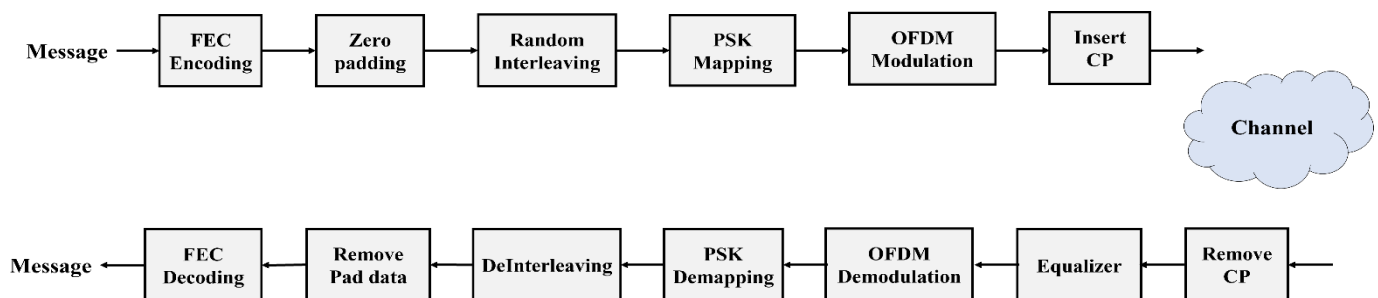 Message
FEC
Encoding
Zero
padding
Random
Interleaving
PSK
Mapping
OFDM
Modulation
Insert
CP
Channel
Message
FEC
Decoding
Remove
Pad data
DeInterleaving
PSK
Demapping
OFDM
Demodulation
Equalizer
Remove
CP